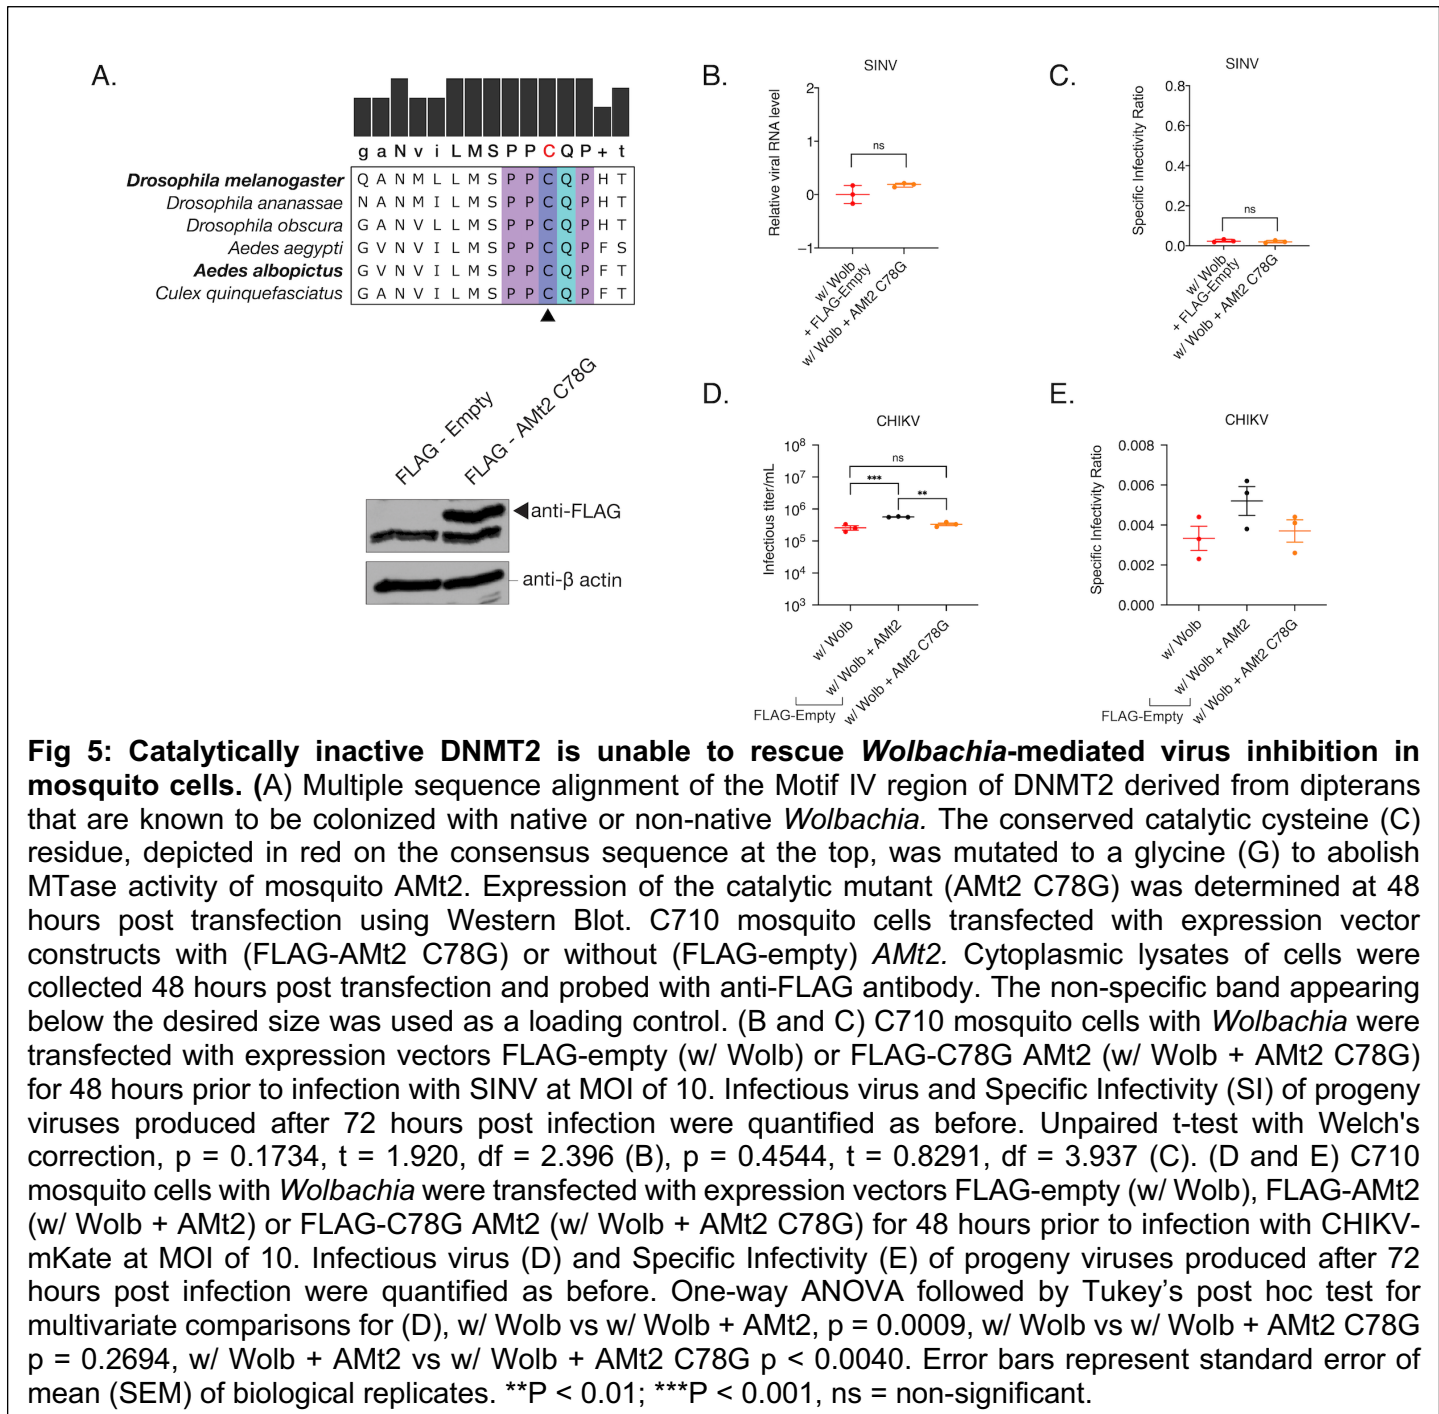 A.
g a N v i L M S P P C Q P + t
Drosophila melanogaster Q A N M L L M S P P C Q P H T
Drosophila ananassae N A N M I L M S P P C Q P H T
Drosophila obscura G A N V L L M S P P C Q P H T
Aedes aegypti G V N V I L M S P P C Q P F S
Aedes albopictus G V N V I L M S P P C Q P F T
Culex quinquefasciatus G A N V I L M S P P C Q P F T
FLAG - Empty
FLAG - AMt2 C78G
anti-FLAG
anti-β actin
B.
SINV
Relative viral RNA level
2
1
0
-1
ns
w/ Wolb
+ FLAG-Empty
w/ Wolb + AMt2 C78G
C.
SINV
Specific Infectivity Ratio
0.8
0.6
0.4
0.2
0.0
ns
w/ Wolb
+ FLAG-Empty
w/ Wolb + AMt2 C78G
D.
CHIKV
Infectious titer/mL
10^8
10^7
10^6
10^5
10^4
10^3
ns
***
**
w/ Wolb
w/ Wolb + AMt2
w/ Wolb + AMt2 C78G
FLAG-Empty
E.
CHIKV
Specific Infectivity Ratio
0.008
0.006
0.004
0.002
0.000
w/ Wolb
w/ Wolb + AMt2
w/ Wolb + AMt2 C78G
FLAG-Empty
Fig 5: Catalytically inactive DNMT2 is unable to rescue Wolbachia-mediated virus inhibition in
mosquito cells. (A) Multiple sequence alignment of the Motif IV region of DNMT2 derived from dipterans
that are known to be colonized with native or non-native Wolbachia. The conserved catalytic cysteine (C)
residue, depicted in red on the consensus sequence at the top, was mutated to a glycine (G) to abolish
MTase activity of mosquito AMt2. Expression of the catalytic mutant (AMt2 C78G) was determined at 48
hours post transfection using Western Blot. C710 mosquito cells transfected with expression vector
constructs with (FLAG-AMt2 C78G) or without (FLAG-empty) AMt2. Cytoplasmic lysates of cells were
collected 48 hours post transfection and probed with anti-FLAG antibody. The non-specific band appearing
below the desired size was used as a loading control. (B and C) C710 mosquito cells with Wolbachia were
transfected with expression vectors FLAG-empty (w/ Wolb) or FLAG-C78G AMt2 (w/ Wolb + AMt2 C78G)
for 48 hours prior to infection with SINV at MOI of 10. Infectious virus and Specific Infectivity (SI) of progeny
viruses produced after 72 hours post infection were quantified as before. Unpaired t-test with Welch's
correction, p = 0.1734, t = 1.920, df = 2.396 (B), p = 0.4544, t = 0.8291, df = 3.937 (C). (D and E) C710
mosquito cells with Wolbachia were transfected with expression vectors FLAG-empty (w/ Wolb), FLAG-AMt2
(w/ Wolb + AMt2) or FLAG-C78G AMt2 (w/ Wolb + AMt2 C78G) for 48 hours prior to infection with CHIKV-
mKate at MOI of 10. Infectious virus (D) and Specific Infectivity (E) of progeny viruses produced after 72
hours post infection were quantified as before. One-way ANOVA followed by Tukey’s post hoc test for
multivariate comparisons for (D), w/ Wolb vs w/ Wolb + AMt2, p = 0.0009, w/ Wolb vs w/ Wolb + AMt2 C78G
p = 0.2694, w/ Wolb + AMt2 vs w/ Wolb + AMt2 C78G p < 0.0040. Error bars represent standard error of
mean (SEM) of biological replicates. **P < 0.01; ***P < 0.001, ns = non-significant.